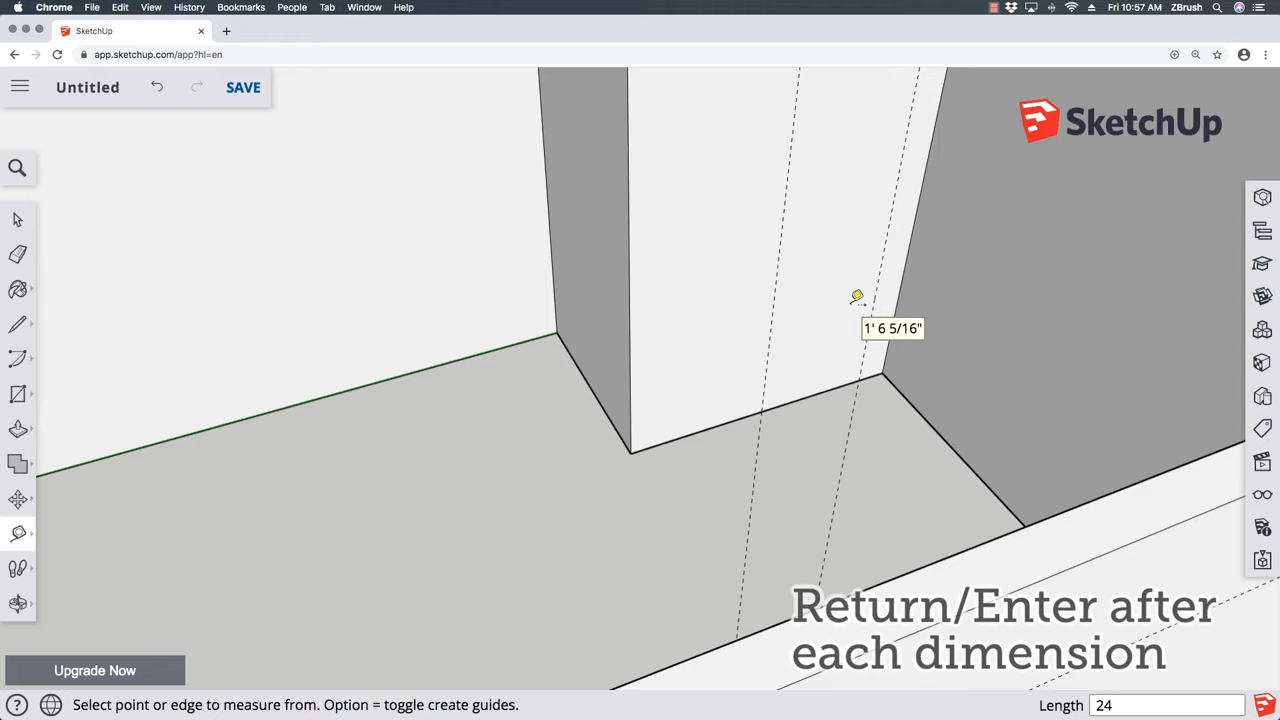 Chrome File Edit View History Bookmarks People Tab Window Help Fri 10:57 AM ZBrush
SketchUp
app.sketchup.com/app?hl=en
Untitled SAVE
SketchUp
1' 6 5/16"
Return/Enter after
each dimension
Upgrade Now
Select point or edge to measure from. Option = toggle create guides. Length 24